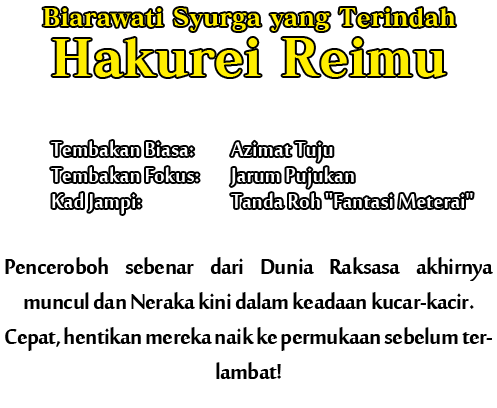 Biarawati Syurga yang Terindah
Hakurei Reimu
Tembakan Biasa: Azimat Tuju
Tembakan Fokus: Jarum Pujukan
Kad Jampi: Tanda Roh "Fantasi Meterai"
Penceroboh sebenar dari Dunia Raksasa akhirnya
muncul dan Neraka kini dalam keadaan kucar-kacir.
Cepat, hentikan mereka naik ke permukaan sebelum ter-
lambat!